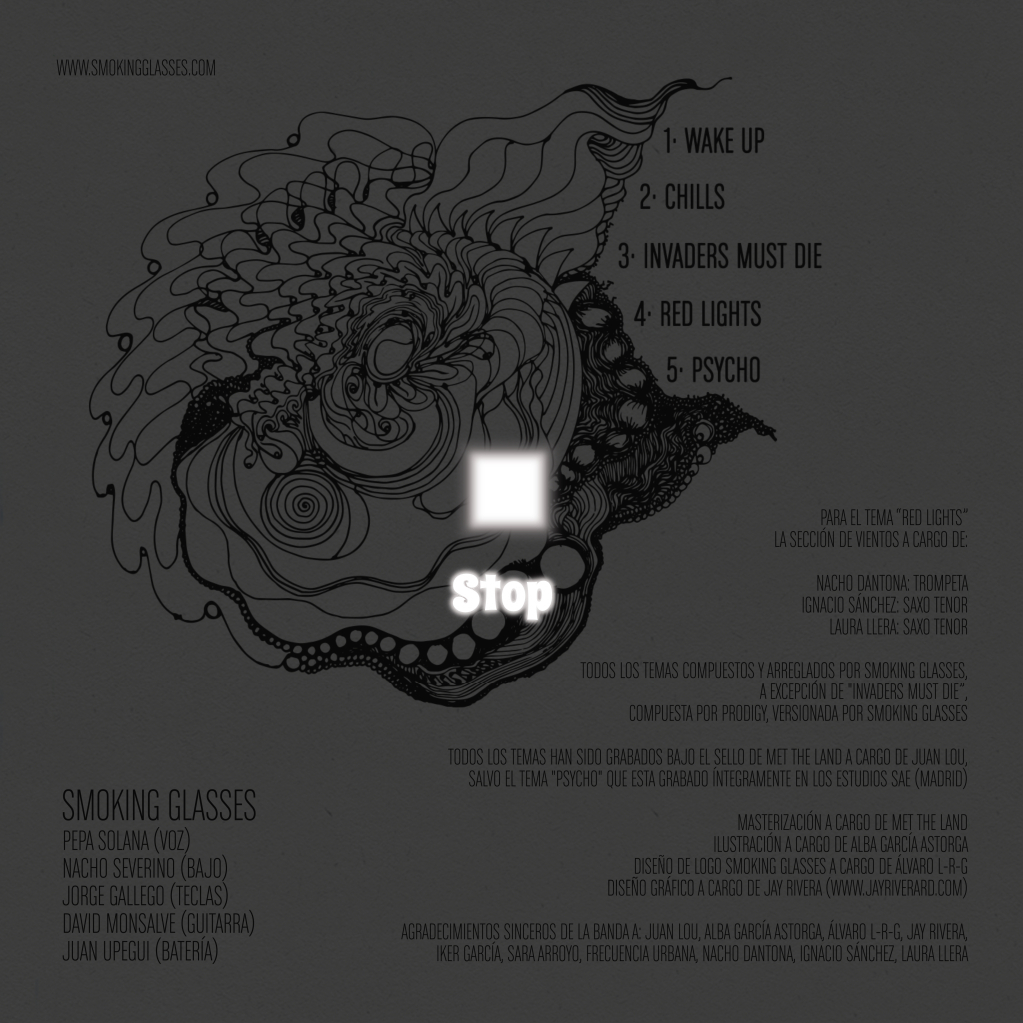 WWW.SMOKINGGLASSES.COM
1· WAKE UP
2· CHILLS
3· INVADERS MUST DIE
4· RED LIGHTS
5· PSYCHO
Stop
PARA EL TEMA "RED LIGHTS"
LA SECCIÓN DE VIENTOS A CARGO DE:
NACHO DANTONA: TROMPETA
IGNACIO SÁNCHEZ: SAXO TENOR
LAURA LLERA: SAXO TENOR
TODOS LOS TEMAS COMPUESTOS Y ARREGLADOS POR SMOKING GLASSES,
A EXCEPCIÓN DE "INVADERS MUST DIE",
COMPUESTA POR PRODIGY, VERSIONADA POR SMOKING GLASSES
TODOS LOS TEMAS HAN SIDO GRABADOS BAJO EL SELLO DE MET THE LAND A CARGO DE JUAN LOU,
SALVO EL TEMA "PSYCHO" QUE ESTA GRABADO ÍNTEGRAMENTE EN LOS ESTUDIOS SAE (MADRID)
MASTERIZACIÓN A CARGO DE MET THE LAND
ILUSTRACIÓN A CARGO DE ALBA GARCÍA ASTORGA
DISEÑO DE LOGO SMOKING GLASSES A CARGO DE ÁLVARO L-R-G
DISEÑO GRÁFICO A CARGO DE JAY RIVERA (WWW.JAYRIVERARD.COM)
AGRADECIMIENTOS SINCEROS DE LA BANDA A: JUAN LOU, ALBA GARCÍA ASTORGA, ÁLVARO L-R-G, JAY RIVERA,
IKER GARCÍA, SARA ARROYO, FRECUENCIA URBANA, NACHO DANTONA, IGNACIO SÁNCHEZ, LAURA LLERA
SMOKING GLASSES
PEPA SOLANA (VOZ)
NACHO SEVERINO (BAJO)
JORGE GALLEGO (TECLAS)
DAVID MONSALVE (GUITARRA)
JUAN UPEGUI (BATERÍA)